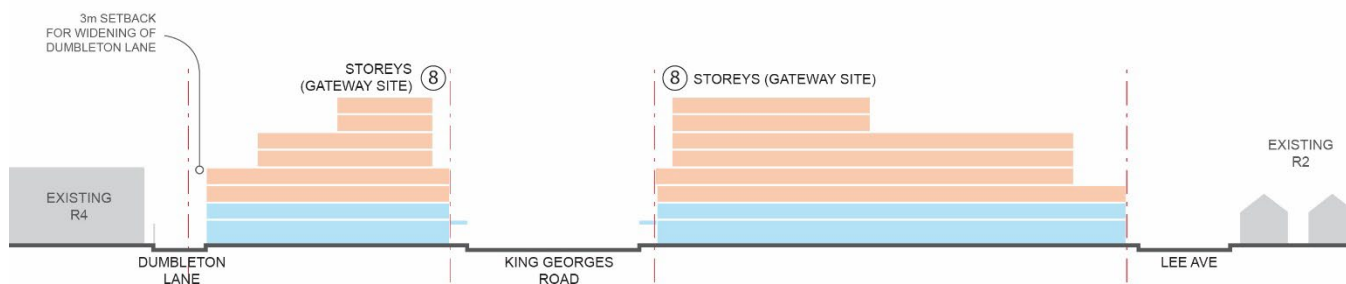 3m SETBACK
FOR WIDENING OF
DUMBLETON LANE
STOREYS
(GATEWAY SITE)
8
8
STOREYS (GATEWAY SITE)
EXISTING
R4
EXISTING
R2
DUMBLETON
LANE
KING GEORGES
ROAD
LEE AVE